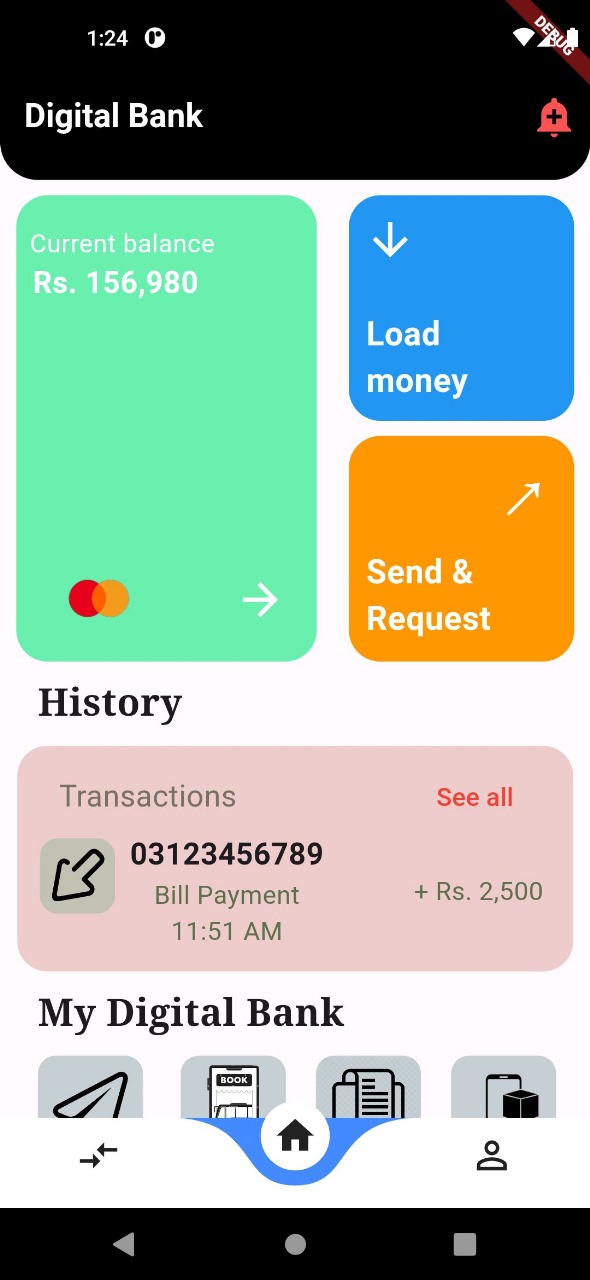 1:24
DEBUG
Digital Bank
Current balance
Rs. 156,980
Load
money
Send &
Request
History
Transactions
See all
03123456789
Bill Payment
+ Rs. 2,500
11:51 AM
My Digital Bank
BOOK